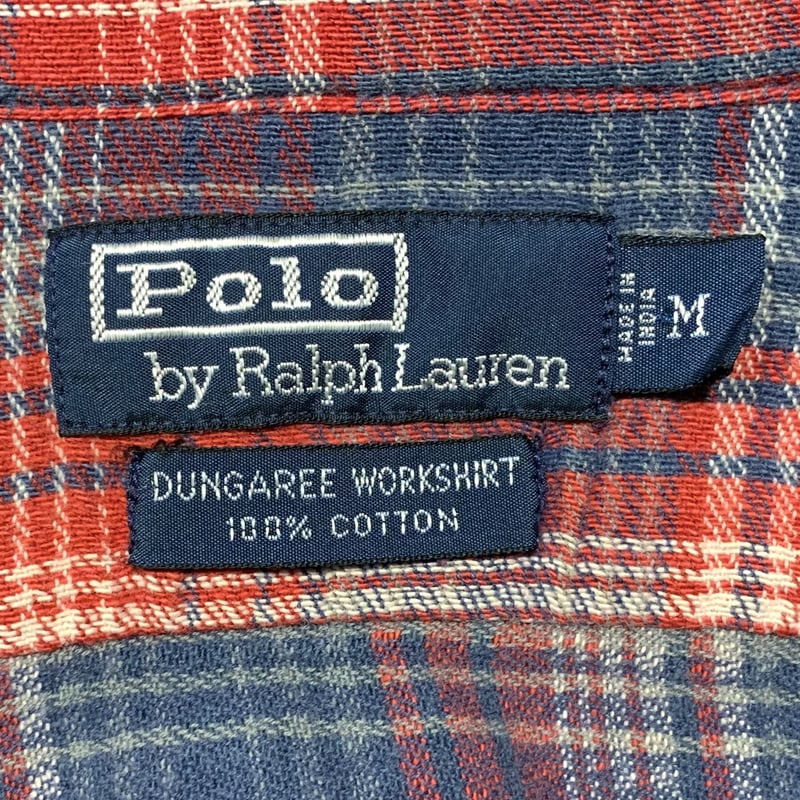 Polo
by Ralph Lauren
MADE IN
INDIA
M
DUNGAREE WORKSHIRT
100% COTTON